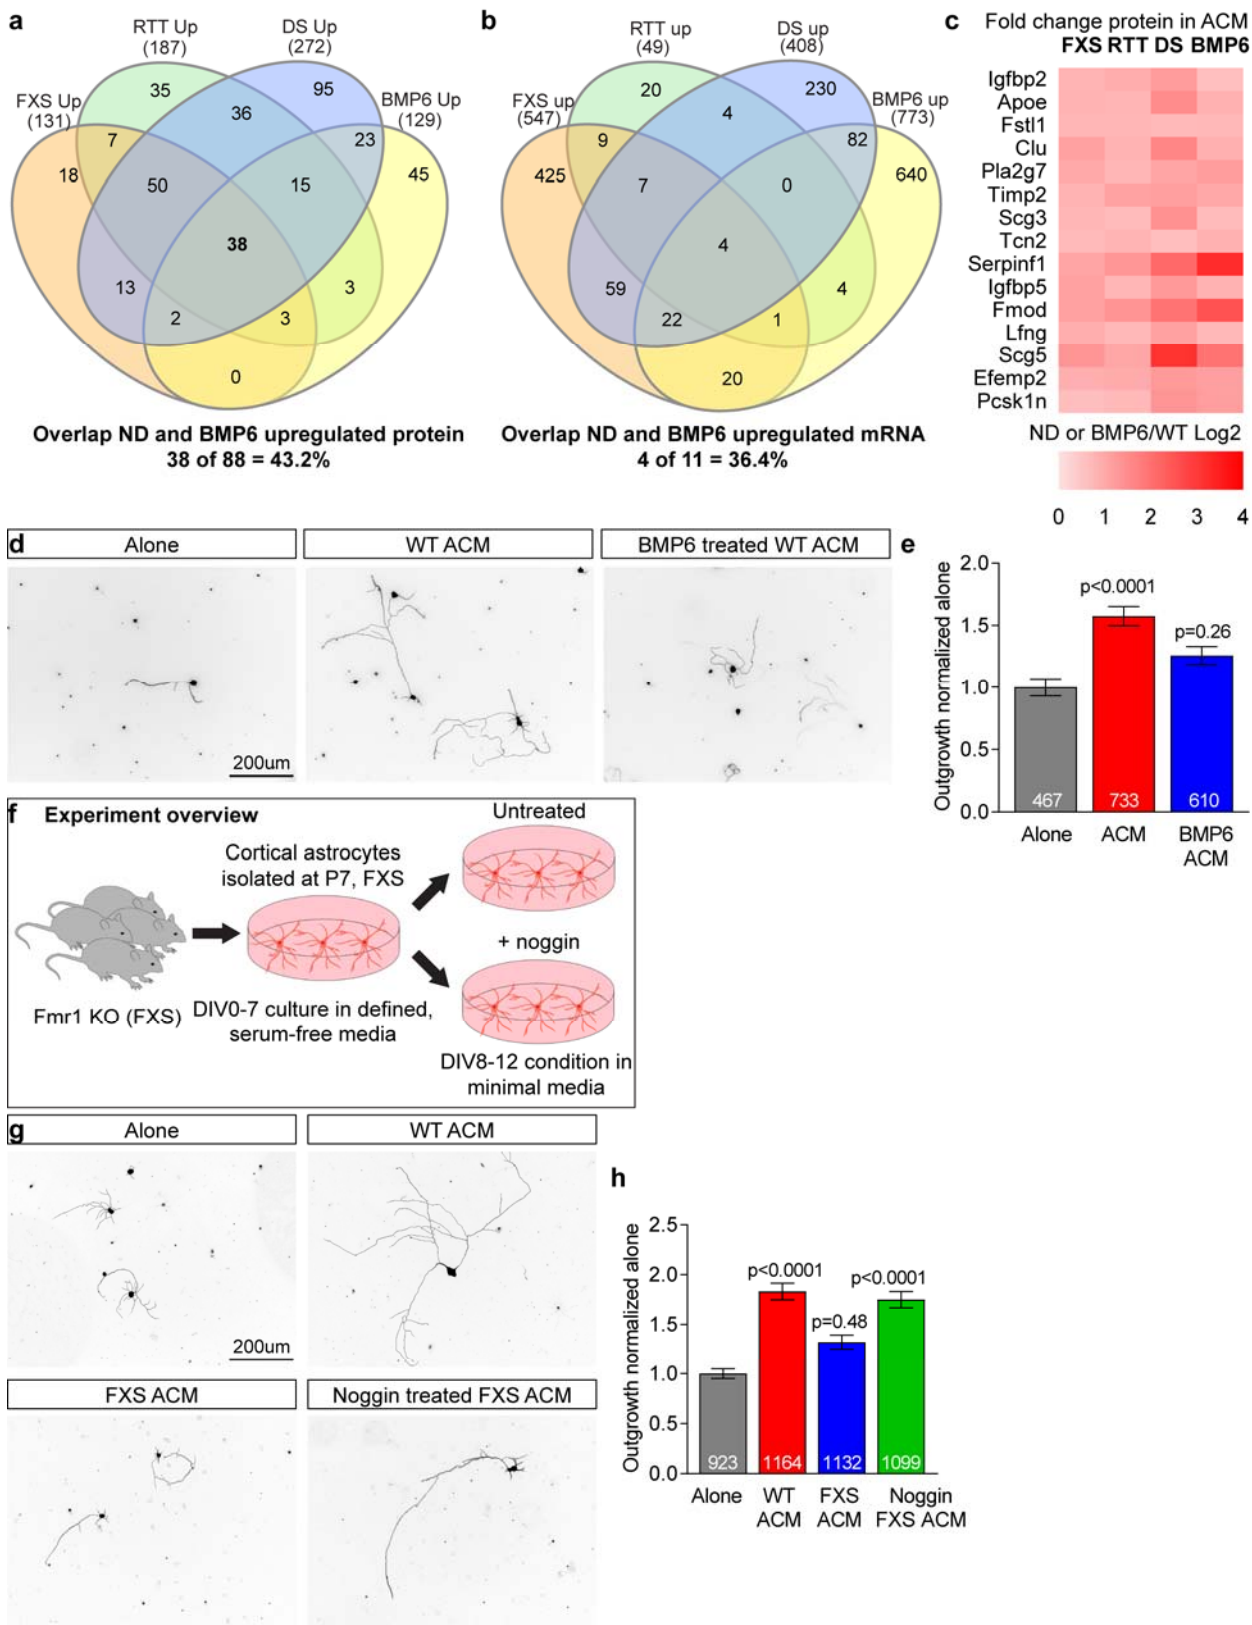 a
RTT Up
(187)
DS Up
(272)
FXS Up
(131)
BMP6 Up
(129)
35
95
36
7
23
18
50
15
45
38
13
3
2
3
0
Overlap ND and BMP6 upregulated protein
38 of 88 = 43.2%
b
RTT up
(49)
DS up
(408)
FXS up
(547)
BMP6 up
(773)
20
230
4
9
82
425
7
0
640
4
59
4
22
1
20
Overlap ND and BMP6 upregulated mRNA
4 of 11 = 36.4%
c
Fold change protein in ACM
FXS RTT DS BMP6
Igfbp2
Apoe
Fstl1
Clu
Pla2g7
Timp2
Scg3
Tcn2
Serpinf1
Igfbp5
Fmod
Lfng
Scg5
Efemp2
Pcsk1n
ND or BMP6/WT Log2
0 1 2 3 4
d
Alone
WT ACM
BMP6 treated WT ACM
200um
e
Outgrowth normalized alone
2.0
1.5
1.0
0.5
0.0
p<0.0001
p=0.26
467
733
610
Alone
ACM
BMP6
ACM
f
Experiment overview
Untreated
Cortical astrocytes
isolated at P7, FXS
+ noggin
Fmr1 KO (FXS)
DIV0-7 culture in defined,
serum-free media
DIV8-12 condition in
minimal media
g
Alone
WT ACM
200um
FXS ACM
Noggin treated FXS ACM
h
Outgrowth normalized alone
2.5
2.0
1.5
1.0
0.5
0.0
p<0.0001
p=0.48
p<0.0001
923
1164
1132
1099
Alone
WT
ACM
FXS
ACM
Noggin
FXS ACM